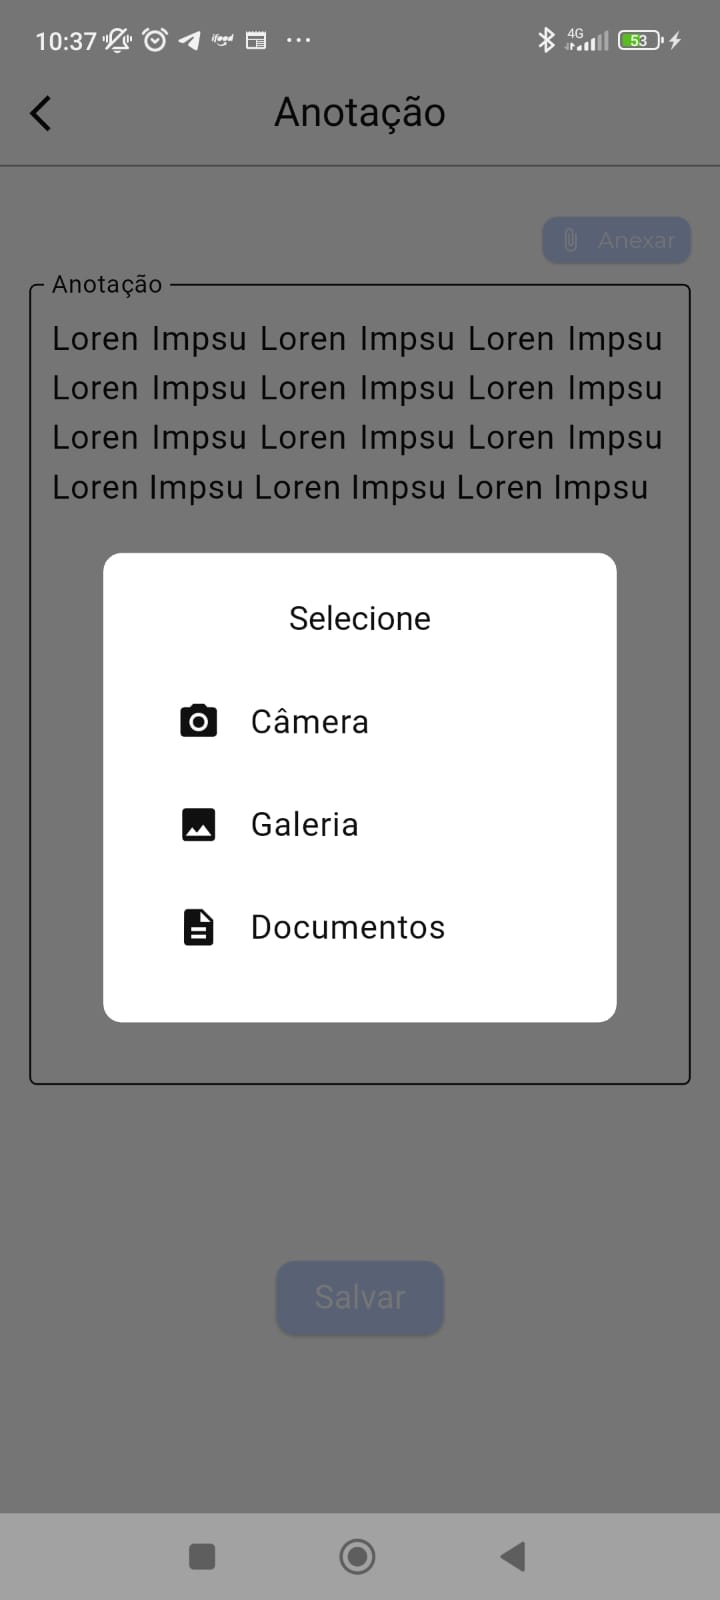 10:37 ifood 4G 53
Anotação
Anexar
Anotação
Loren Impsu Loren Impsu Loren Impsu
Loren Impsu Loren Impsu Loren Impsu
Loren Impsu Loren Impsu Loren Impsu
Loren Impsu Loren Impsu Loren Impsu
Selecione
Câmera
Galeria
Documentos
Salvar